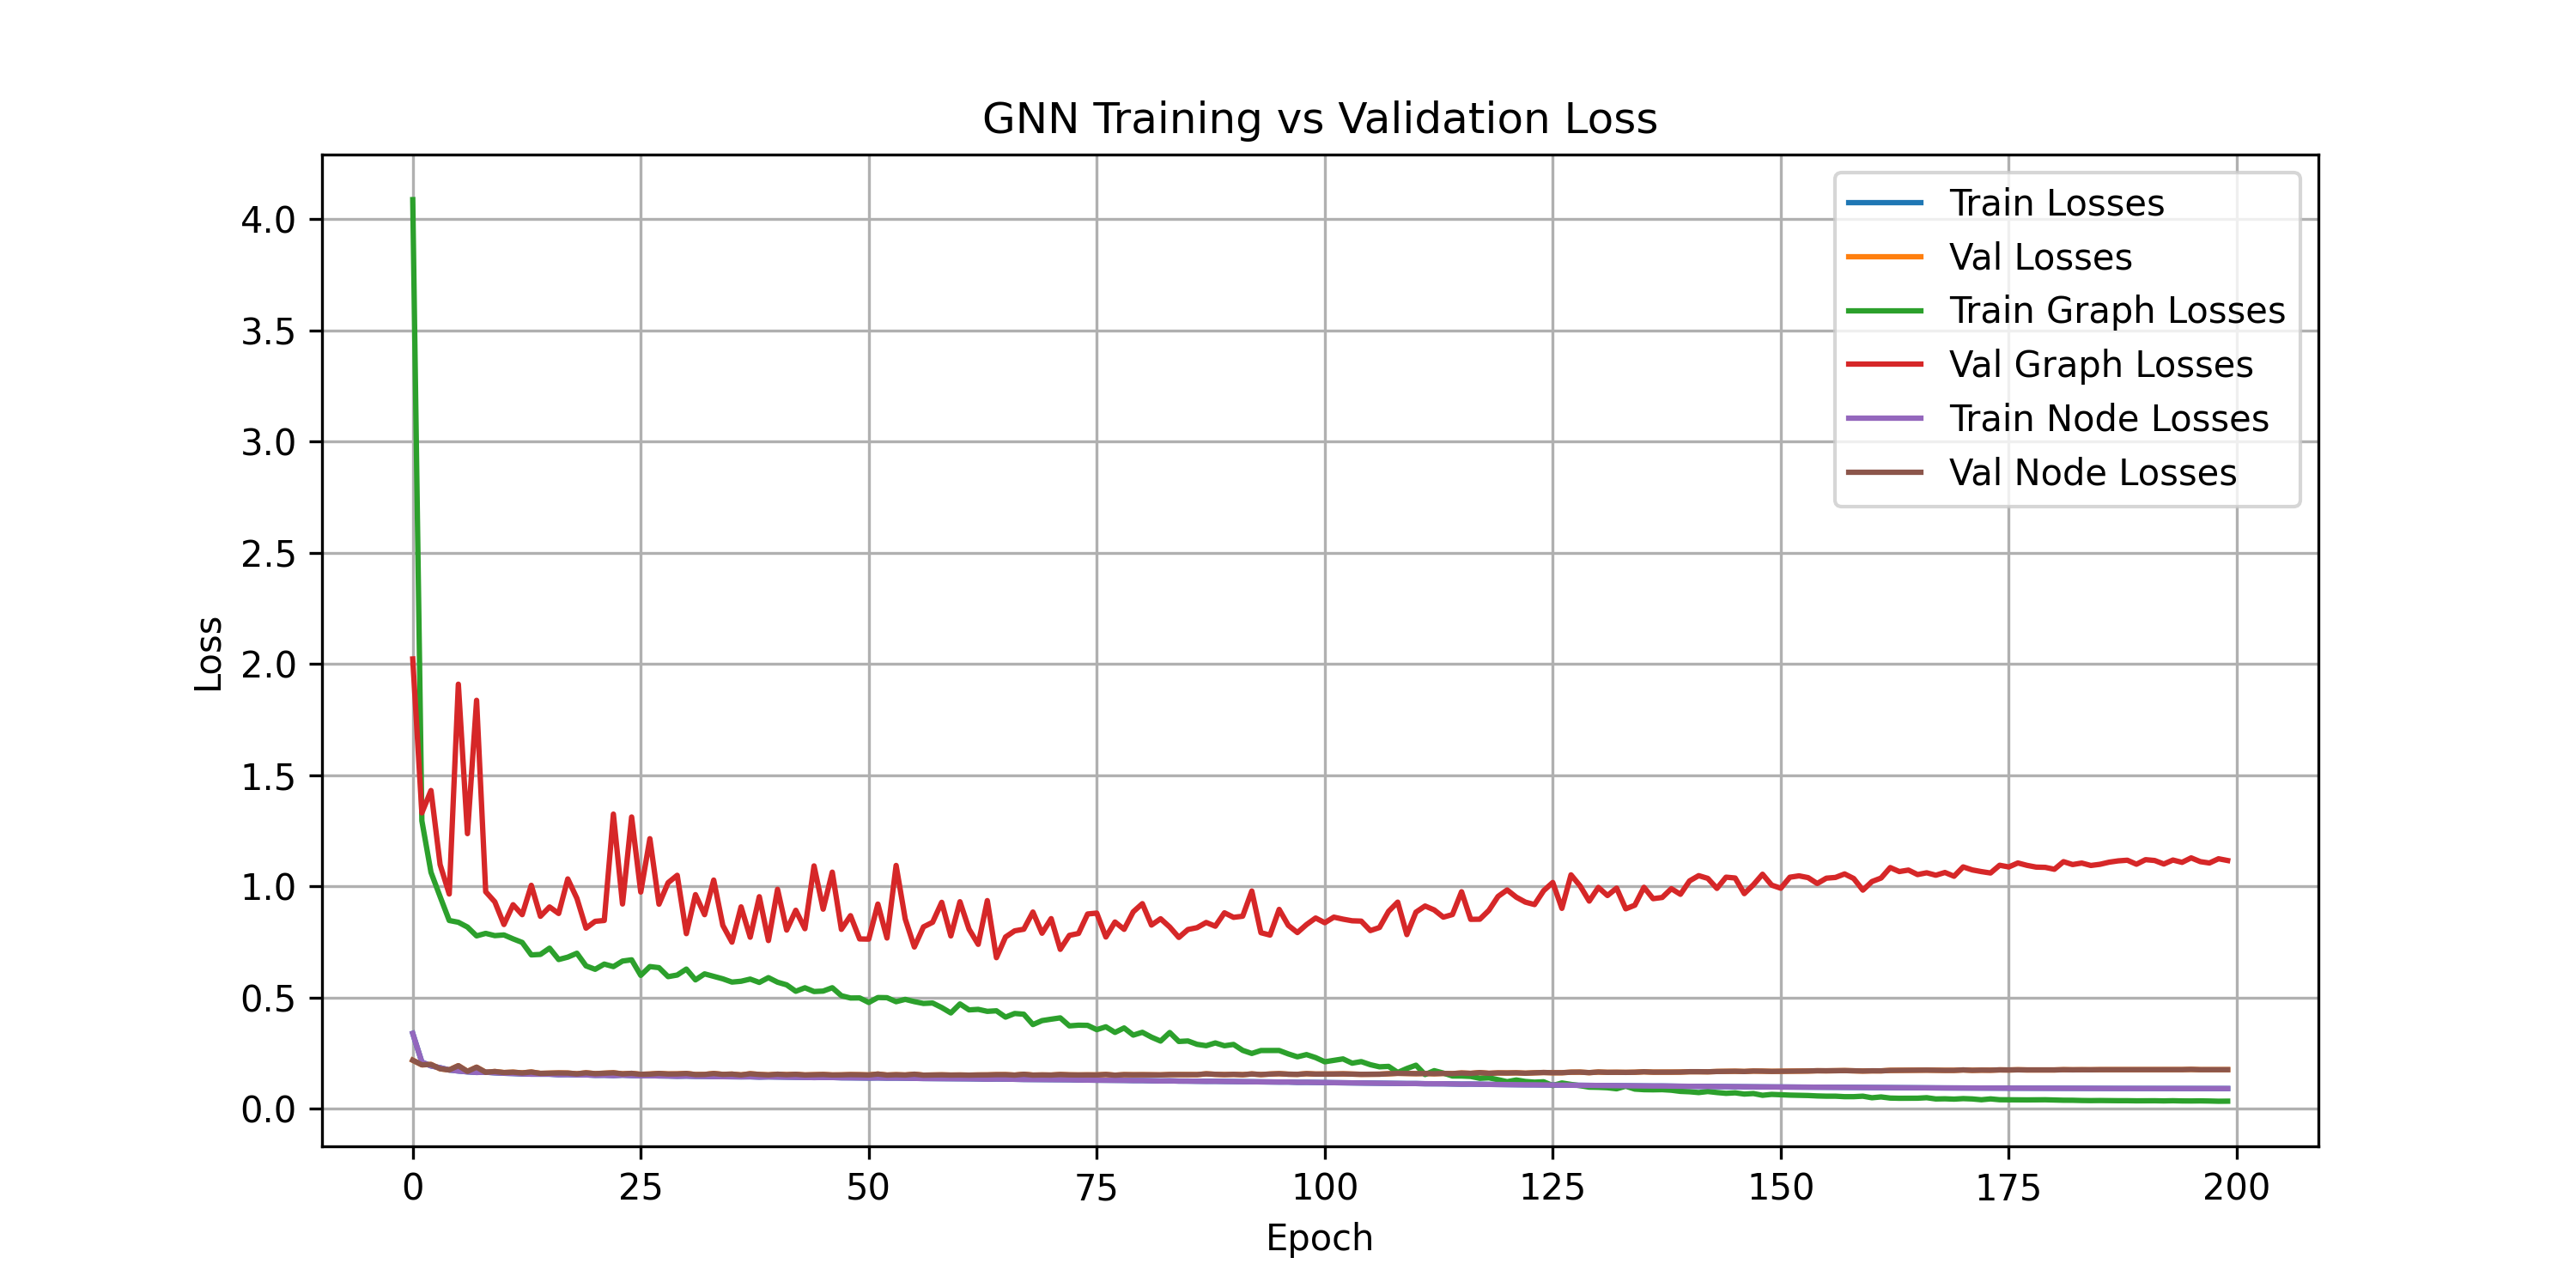 GNN Training vs Validation Loss
Train Losses
Val Losses
Train Graph Losses
Val Graph Losses
Train Node Losses
Val Node Losses
4.0
3.5
3.0
2.5
2.0
1.5
1.0
0.5
0.0
Loss
0 25 50 75 100 125 150 175 200
Epoch